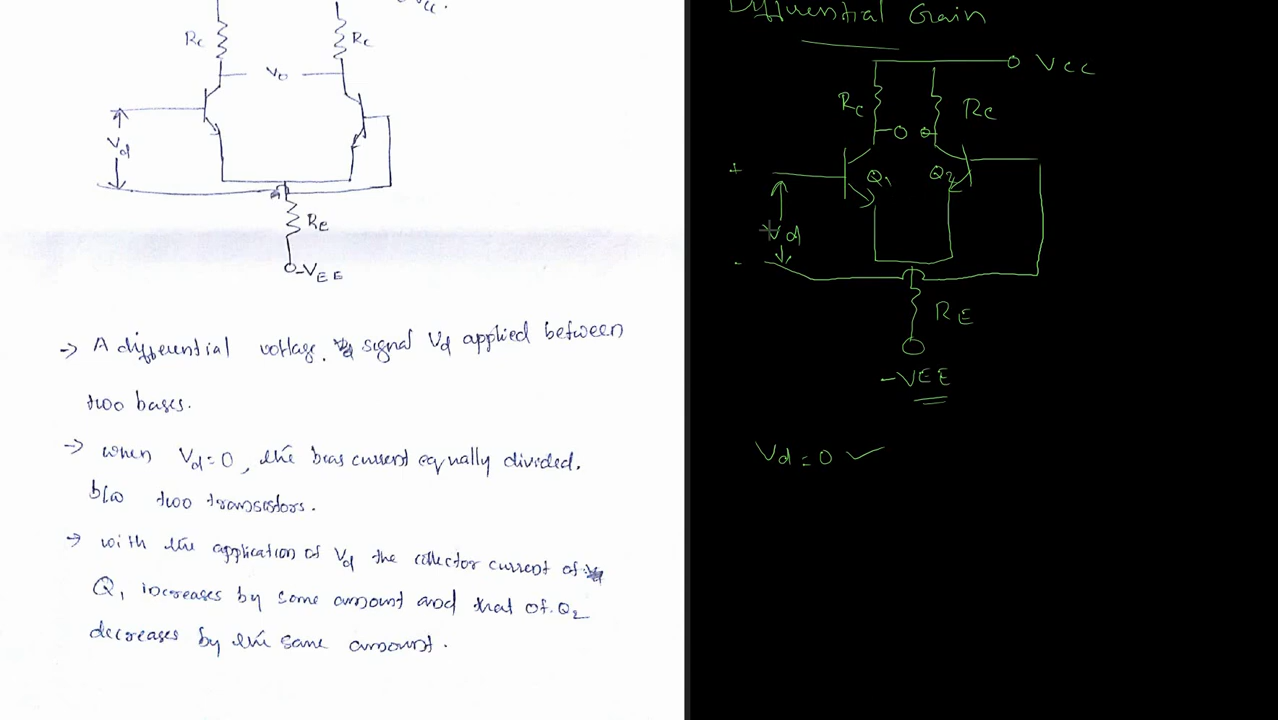 VCC.
Rc
Rc
Vo
Vd
RE
-VEE
→ A differential voltage. signal Vd applied between
two bases.
→ when Vd=0, the bias current equally divided.
b/w two transistors.
→ with the application of Vd the collector current of
Q1 increases by some amount and that of Q2
decreases by the same amount.
Differential Gain
VCC
Rc
Rc
+
Q1
Q2
Vd
-
RE
-VEE
Vd=0 ✓